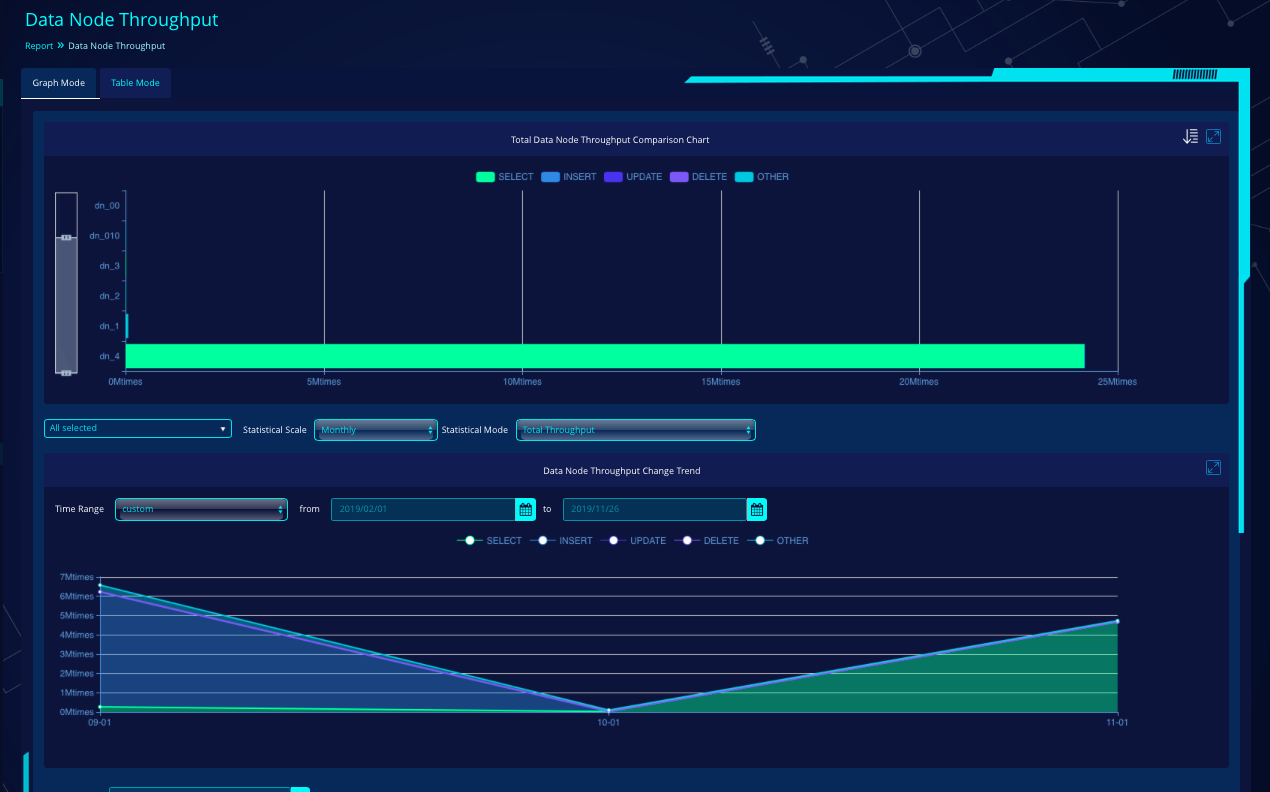 Data Node Throughput
Report » Data Node Throughput
Graph Mode Table Mode
Total Data Node Throughput Comparison Chart
SELECT INSERT UPDATE DELETE OTHER
dn_00
dn_010
dn_3
dn_2
dn_1
dn_4
0Mtimes 5Mtimes 10Mtimes 15Mtimes 20Mtimes 25Mtimes
All selected Statistical Scale Monthly Statistical Mode Total Throughput
Data Node Throughput Change Trend
Time Range custom from 2019/02/01 to 2019/11/26
SELECT INSERT UPDATE DELETE OTHER
7Mtimes
6Mtimes
5Mtimes
4Mtimes
3Mtimes
2Mtimes
1Mtimes
0Mtimes
09-01 10-01 11-01